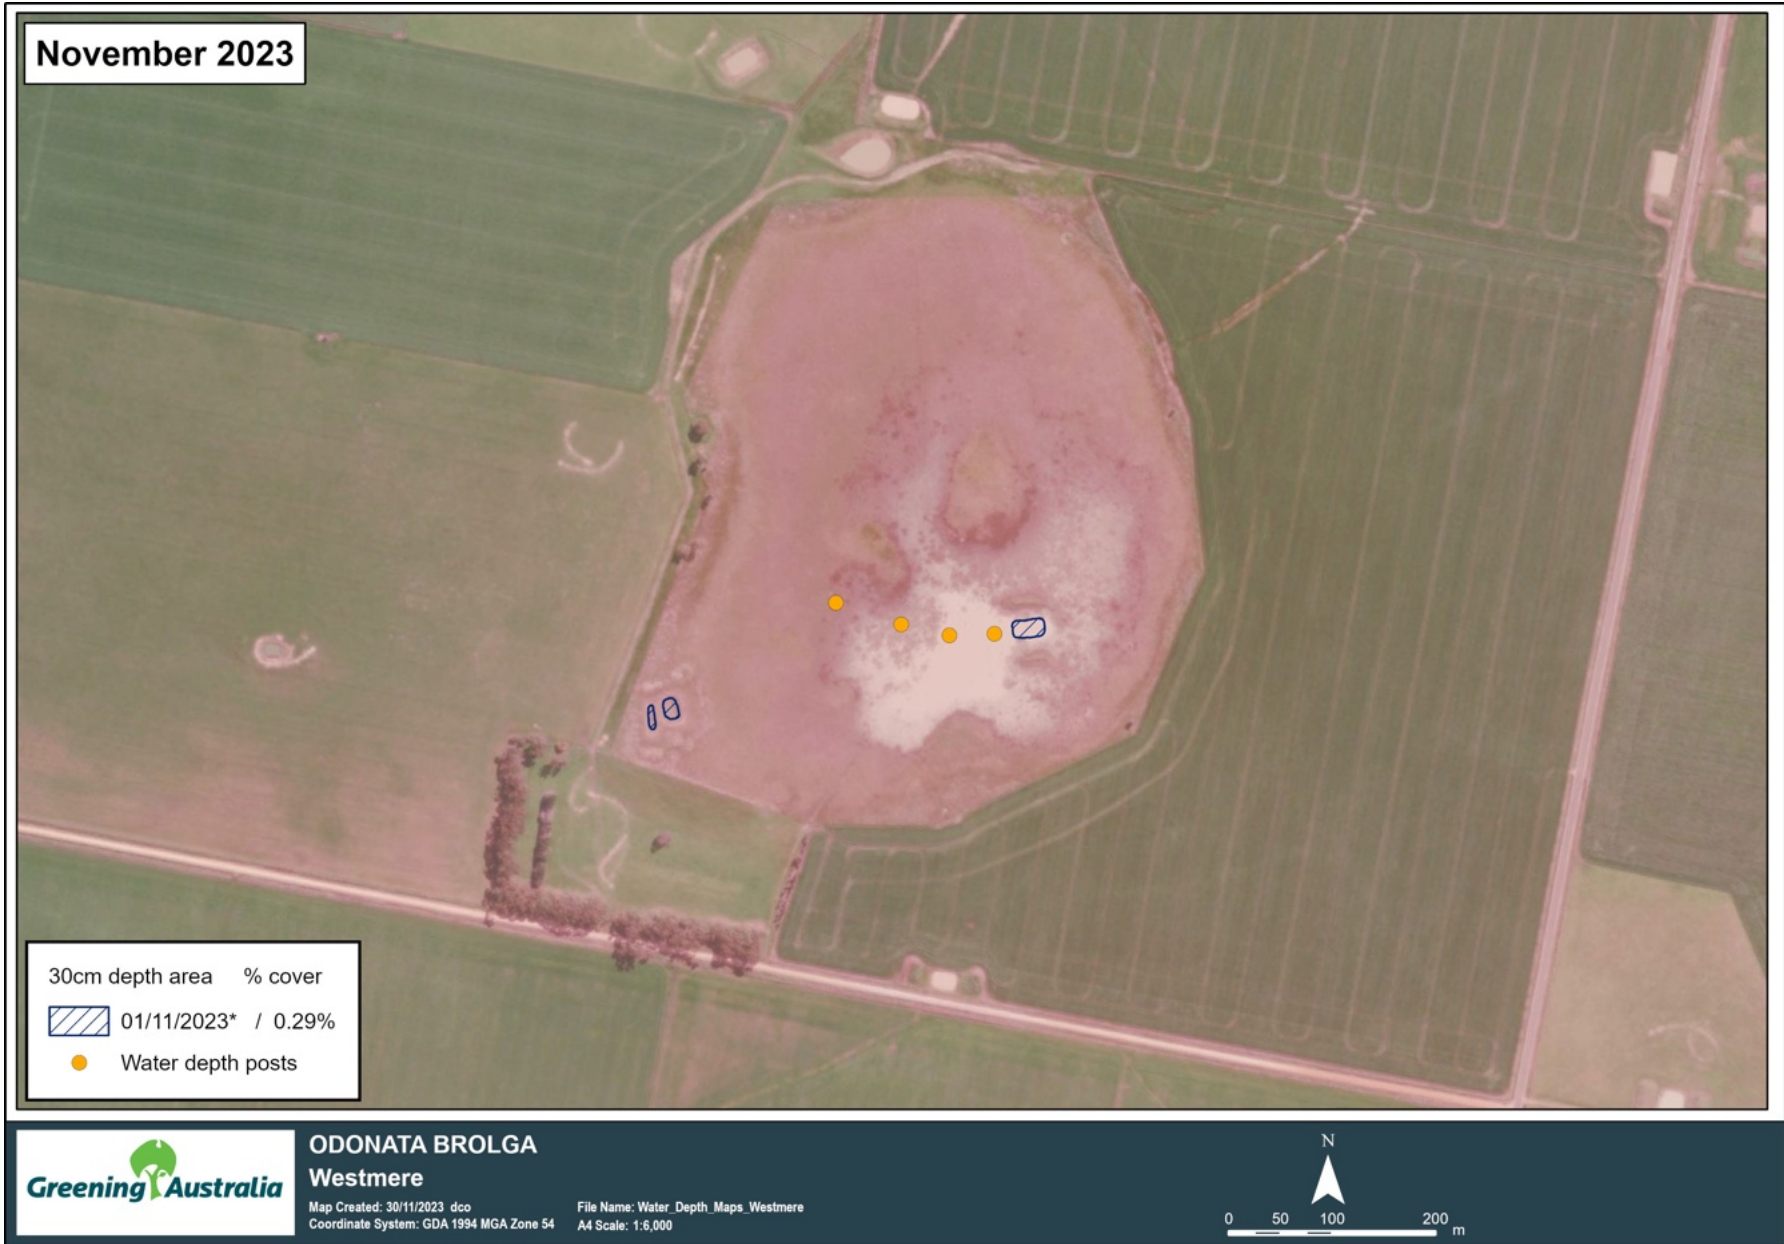 November 2023
30cm depth area % cover
01/11/2023* / 0.29%
Water depth posts
Greening Australia
ODONATA BROLGA
Westmere
Map Created: 30/11/2023 dco
Coordinate System: GDA 1994 MGA Zone 54
File Name: Water_Depth_Maps_Westmere
A4 Scale: 1:6,000
N
0 50 100 200
m